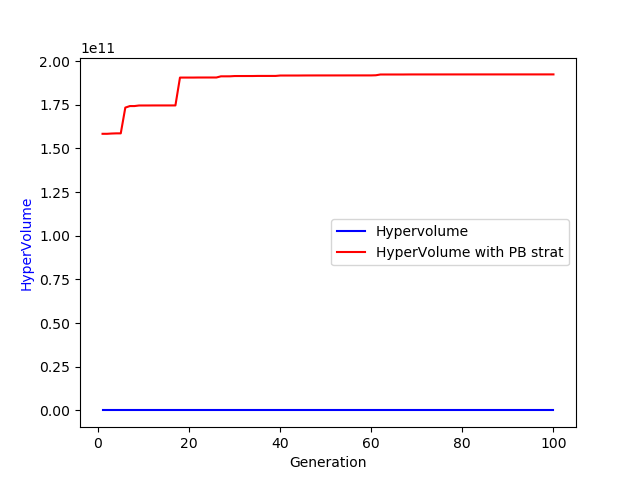 1e11
2.00
1.75
1.50
1.25
1.00
0.75
0.50
0.25
0.00
HyperVolume
Hypervolume
HyperVolume with PB strat
0 20 40 60 80 100
Generation